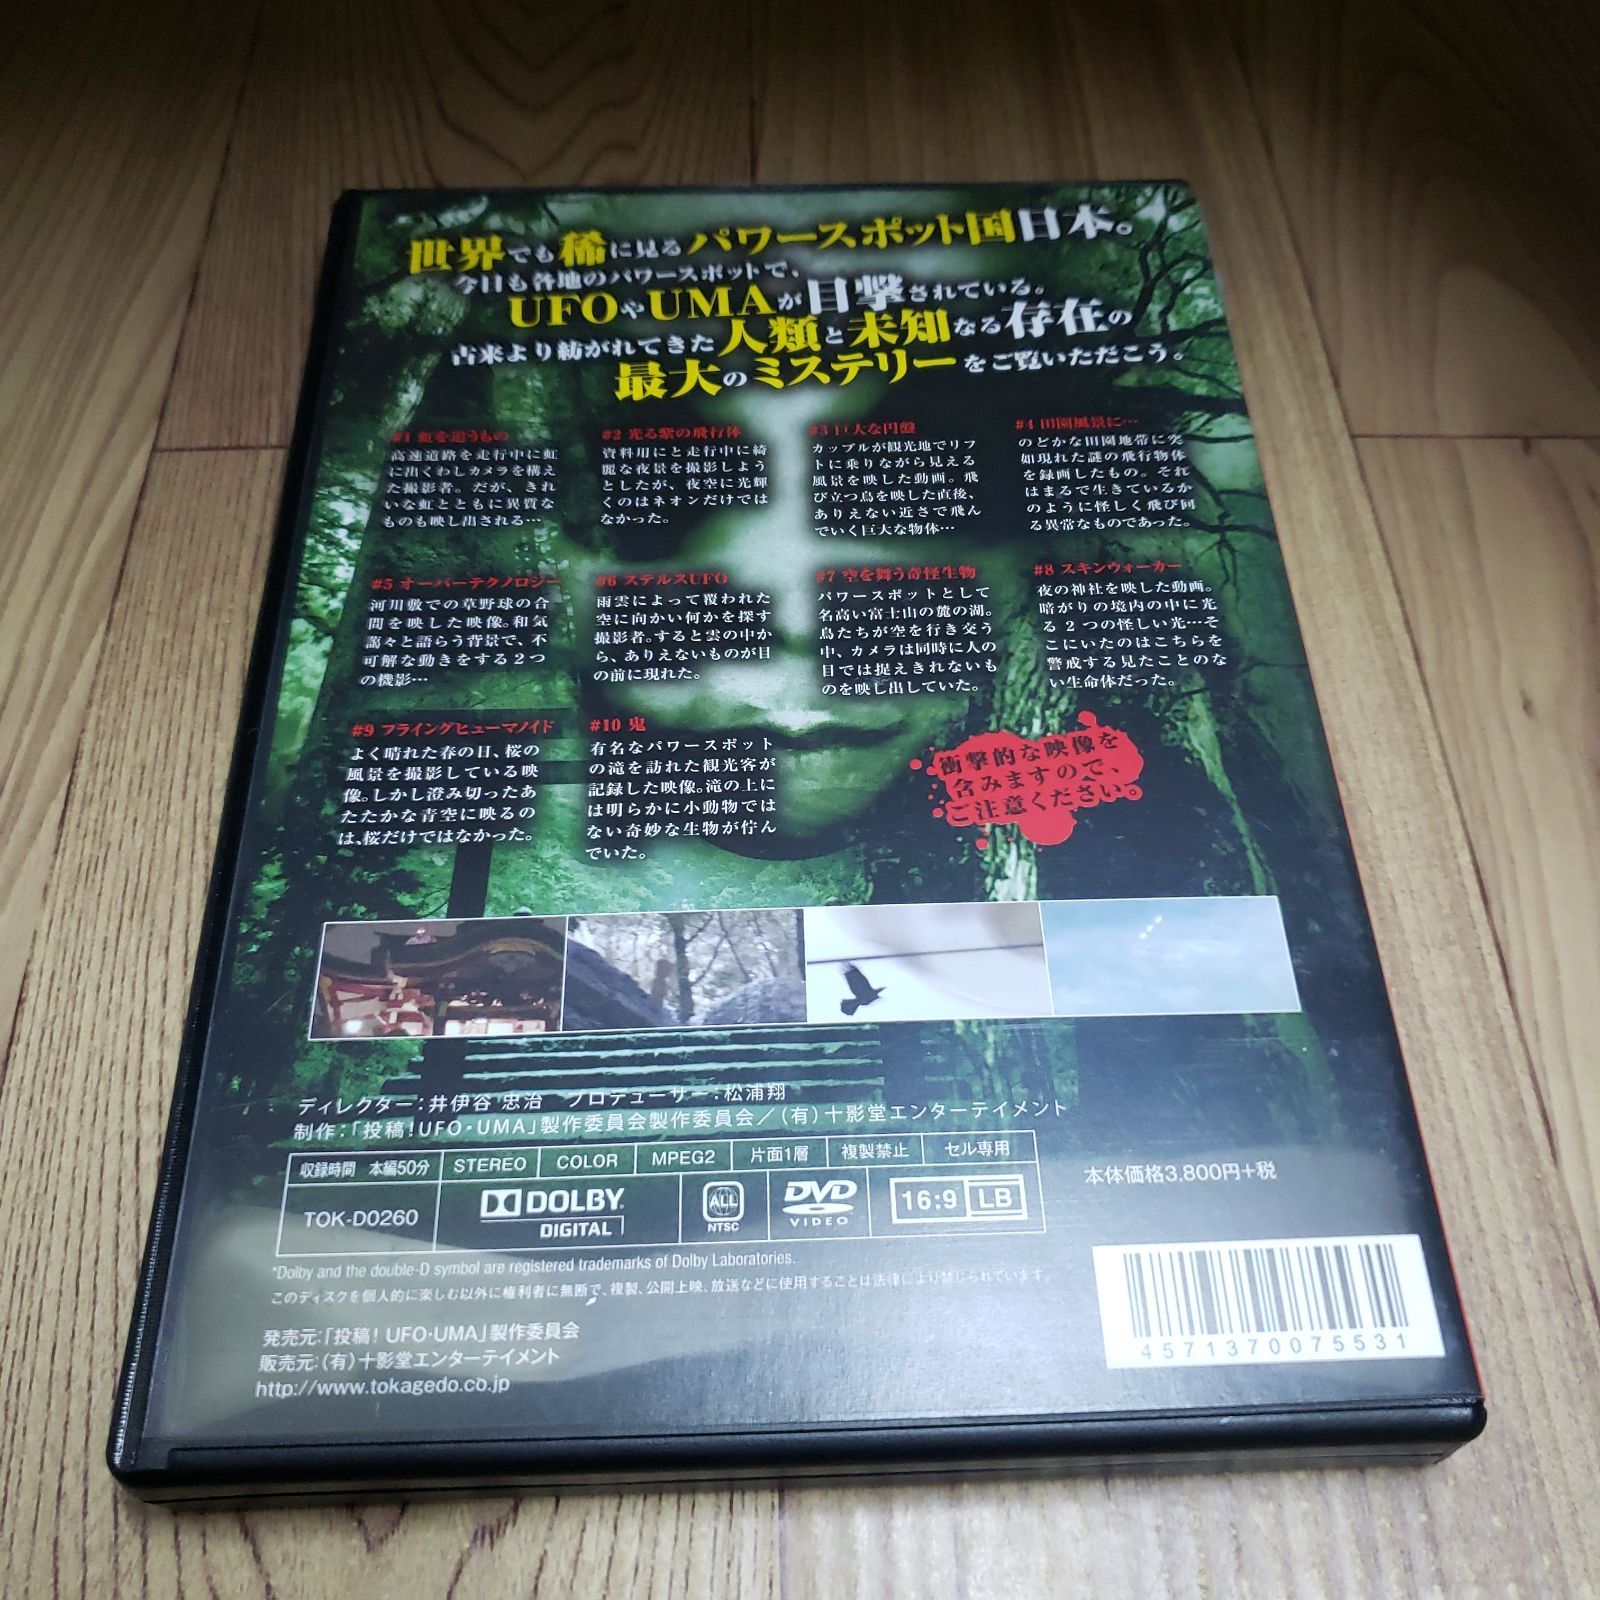 世界でも稀に見るパワースポット国日本。
今日も各地のパワースポットで、
UFOやUMAが目撃されている。
古来より紡がれてきた人類と未知なる存在の
最大のミステリーをご覧いただこう。
#1 虹を追うもの
高速道路を走行中に虹
に出くわしカメラを構え
た撮影者。だが、きれ
いな虹とともに異質な
ものも映し出される…
#2 光る紫の飛行体
資料用にと走行中に綺
麗な夜景を撮影しよう
としたが、夜空に光輝
くのはネオンだけでは
なかった。
#3 巨大な円盤
カップルが観光地でリフ
トに乗りながら見える
風景を映した動画。飛
び立つ鳥を映した直後、
ありえない近さで飛ん
でいく巨大な物体…
#4 田園風景に…
のどかな田園地帯に突
如現れた謎の飛行物体
を録画したもの。それ
はまるで生きているか
のように怪しく飛び回
る異常なものであった。
#5 オーバーテクノロジー
河川敷での草野球の合
間を映した映像。和気
藹々と語らう背景で、不
可解な動きをする2つ
の機影…
#6 ステルスUFO
雨雲によって覆われた
空に向かい何かを探す
撮影者。すると雲の中か
ら、ありえないものが目
の前に現れた。
#7 空を舞う奇怪生物
パワースポットとして
名高い富士山の麓の湖。
鳥たちが空を行き交う
中、カメラは同時に人の
目では捉えきれないも
のを映し出していた。
#8 スキンウォーカー
夜の神社を映した動画。
暗がりの境内の中に光
る2つの怪しい光…そ
こにいたのはこちらを
警戒する見たことのな
い生命体だった。
#9 フライングヒューマノイド
よく晴れた春の日、桜の
風景を撮影している映
像。しかし澄み切ったあ
たたかな青空に映るの
は、桜だけではなかった。
#10 鬼
有名なパワースポット
の滝を訪れた観光客が
記録した映像。滝の上に
は明らかに小動物では
ない奇妙な生物が佇ん
でいた。
衝撃的な映像を
含みますので、
ご注意ください。
ディレクター：井伊谷 忠治　プロデューサー：松浦翔
制作：「投稿！UFO・UMA」製作委員会製作委員会／（有）十影堂エンターテイメント
収録時間 本編50分 STEREO COLOR MPEG2 片面1層 複製禁止 セル専用
本体価格3,800円+税
TOK-D0260 DOLBY DIGITAL ALL NTSC DVD VIDEO 16:9 LB
*Dolby and the double-D symbol are registered trademarks of Dolby Laboratories.
このディスクを個人的に楽しむ以外に権利者に無断で、複製、公開上映、放送などに使用することは法律により禁じられています。
発売元：「投稿！UFO・UMA」製作委員会
販売元：（有）十影堂エンターテイメント
http://www.tokagedo.co.jp
4571370075531